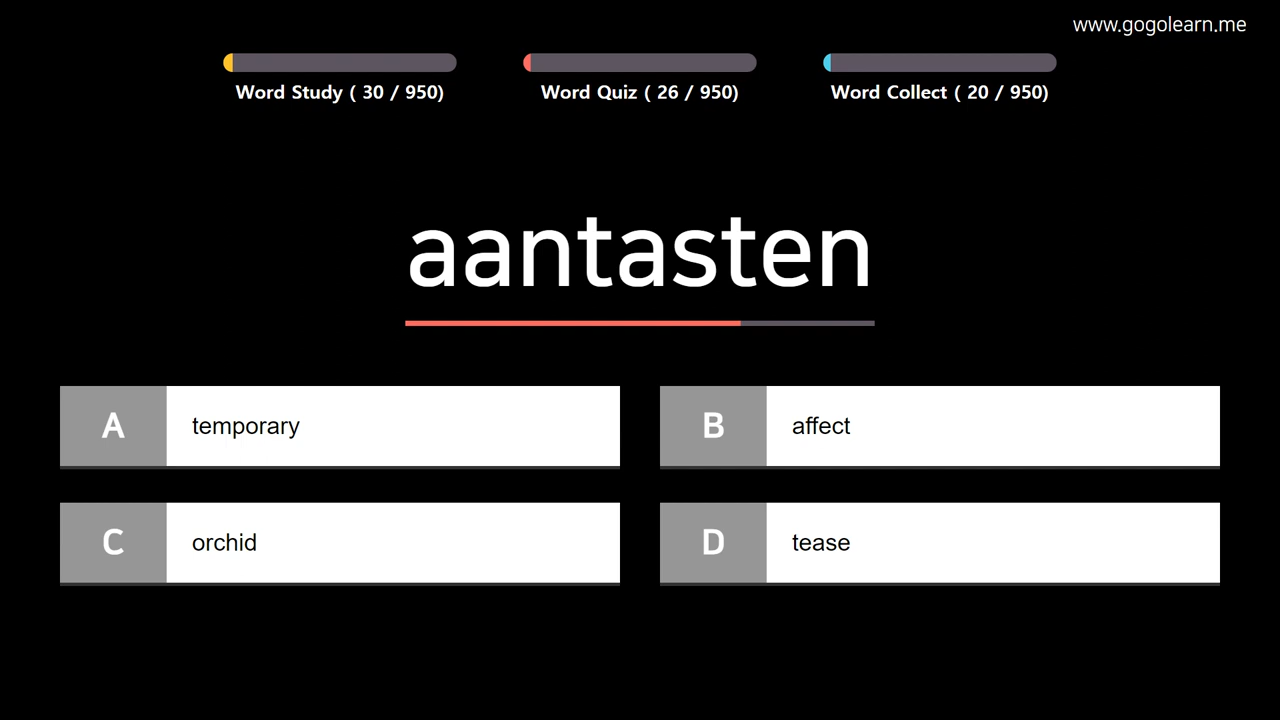 www.gogolearn.me
Word Study ( 30 / 950)
Word Quiz ( 26 / 950)
Word Collect ( 20 / 950)
aantasten
A temporary
B affect
C orchid
D tease